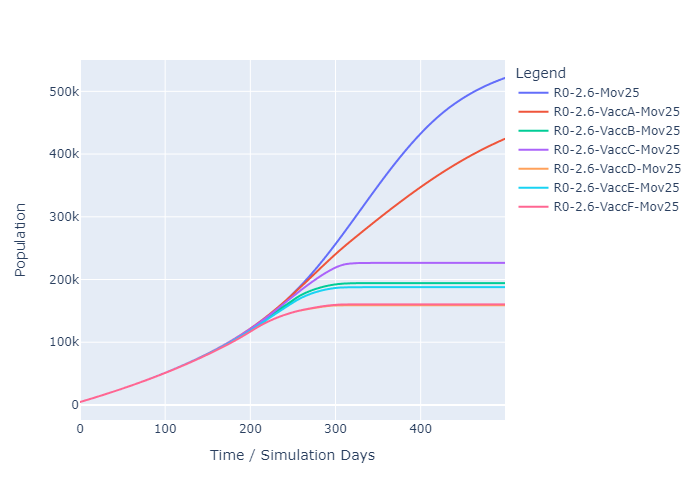 Legend
R0-2.6-Mov25
R0-2.6-VaccA-Mov25
R0-2.6-VaccB-Mov25
R0-2.6-VaccC-Mov25
R0-2.6-VaccD-Mov25
R0-2.6-VaccE-Mov25
R0-2.6-VaccF-Mov25
Population
500k
400k
300k
200k
100k
0
0 100 200 300 400
Time / Simulation Days